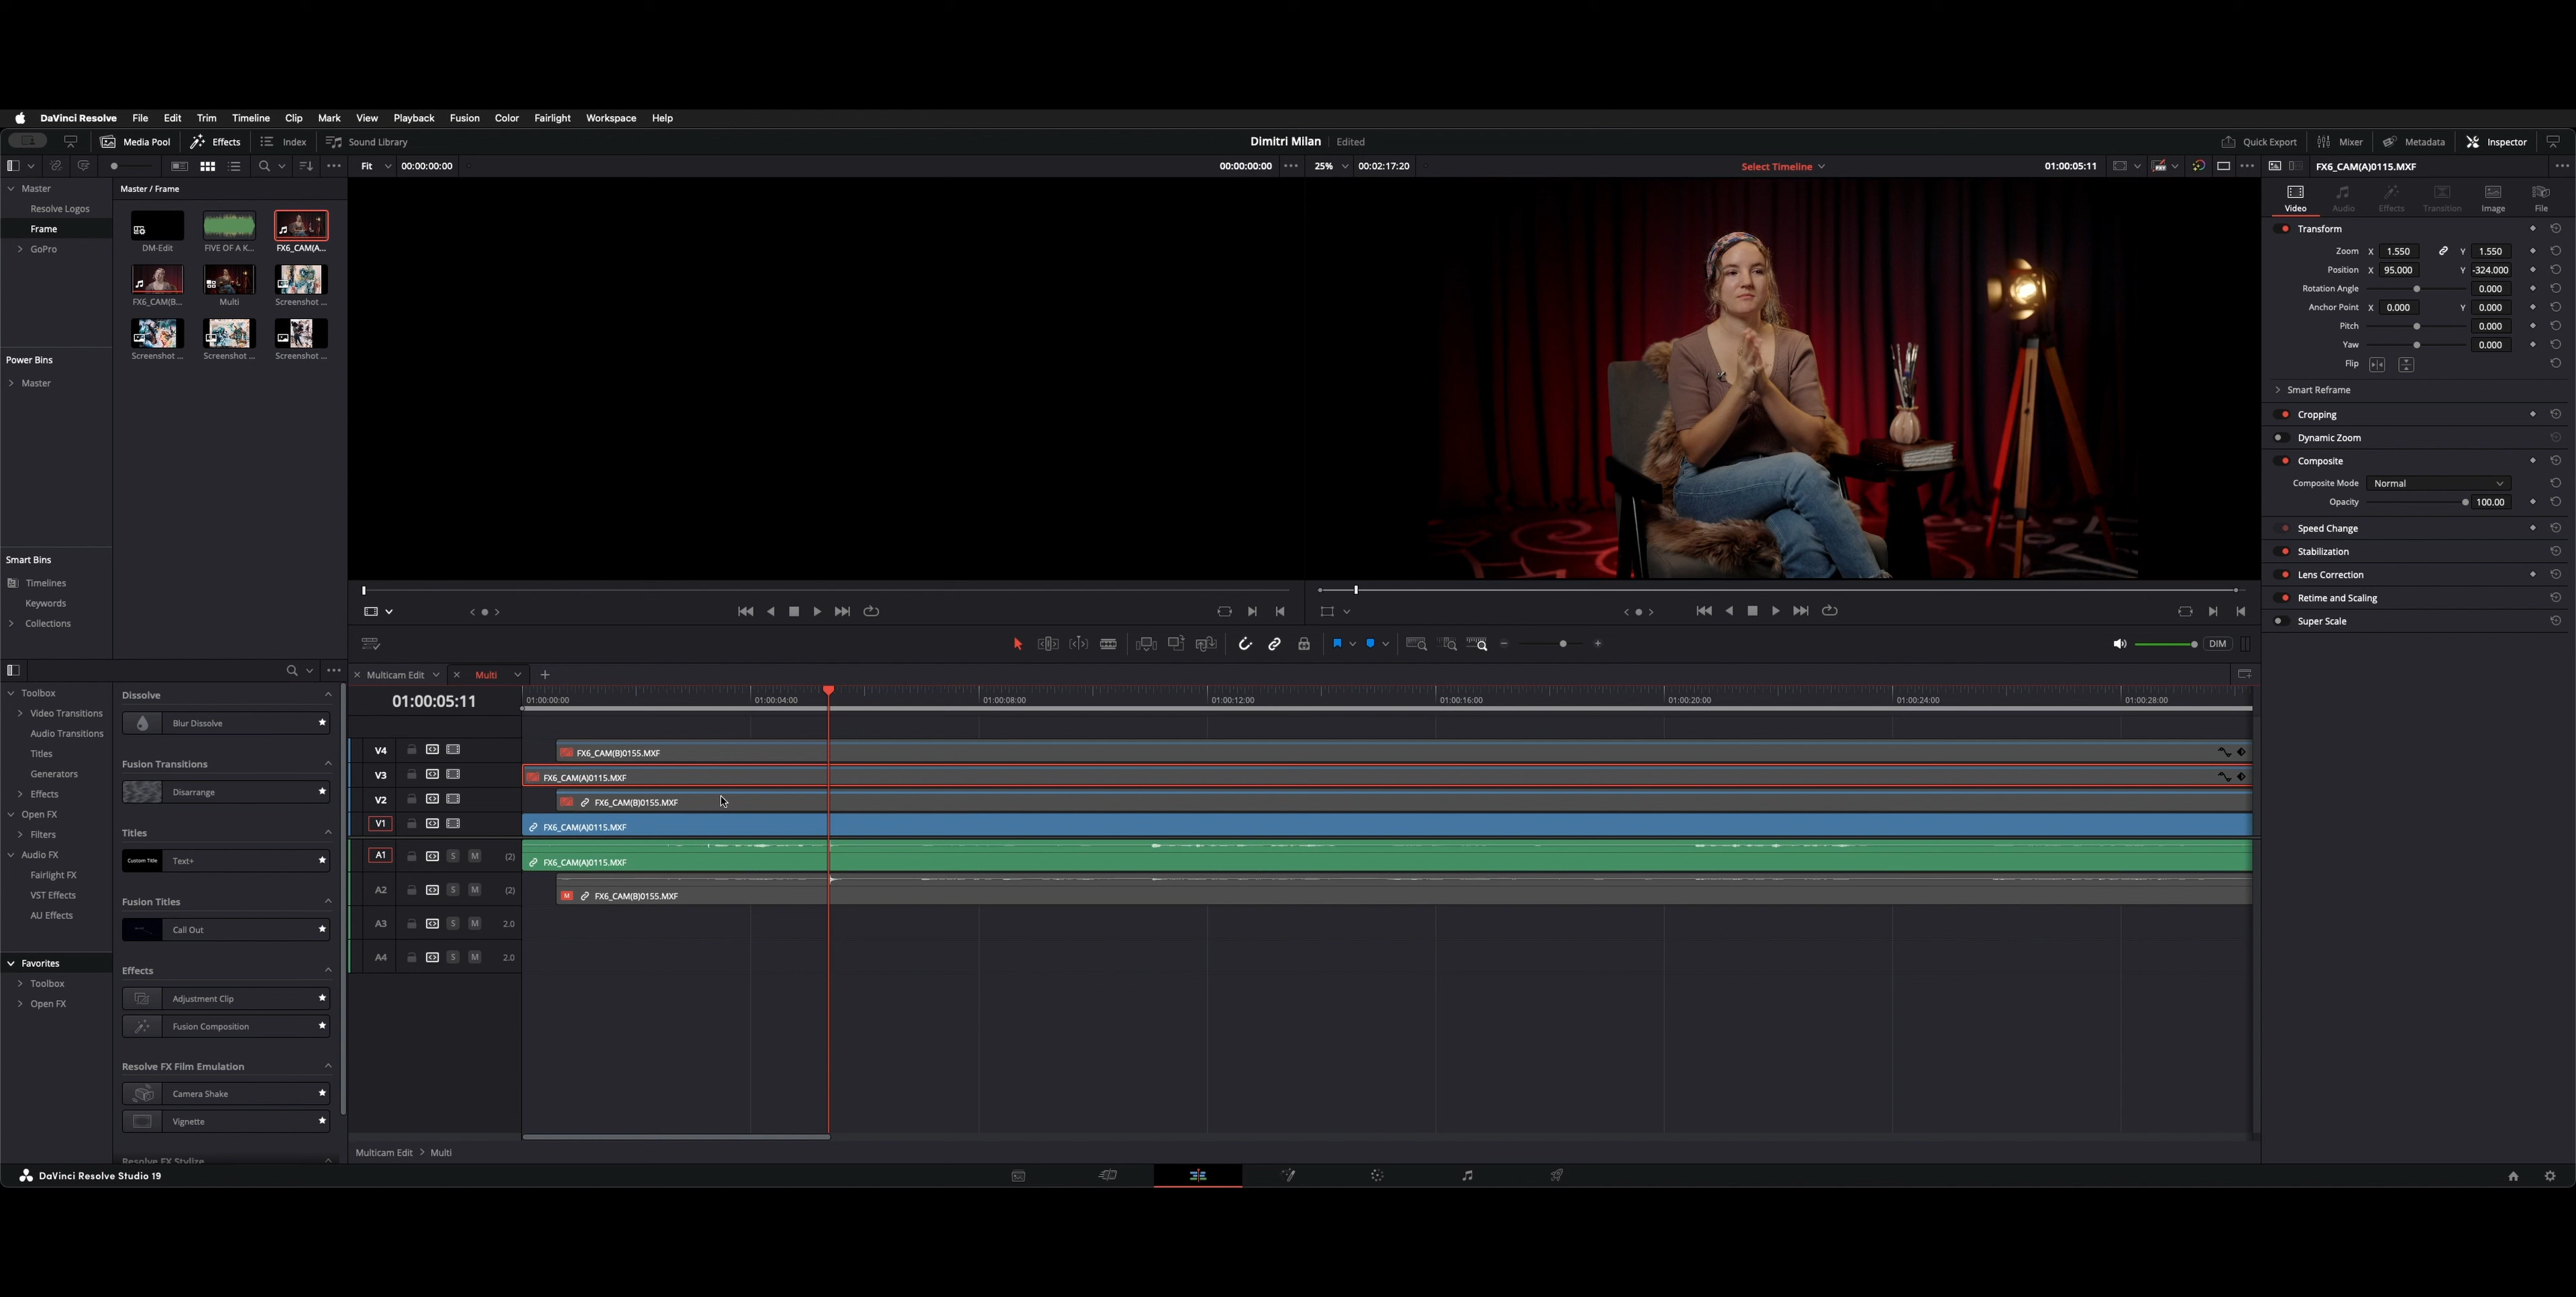 DaVinci Resolve File Edit Trim Timeline Clip Mark View Playback Fusion Color Fairlight Workspace Help
Media Pool Effects Index Sound Library Dimitri Milan Edited Quick Export Mixer Metadata Inspector
Fit 00:00:00:00 00:00:00:00 25% 00:02:17:20 Select Timeline 01:00:05:11 FX6_CAM(A)0115.MXF
Master
Resolve Logos
Frame
GoPro
Power Bins
Master
Smart Bins
Timelines
Keywords
Collections
Master / Frame
DM-Edit FIVE OF A K... FX6_CAM(A...
FX6_CAM(B... Multi Screenshot ...
Screenshot ... Screenshot ... Screenshot ...
Video Audio Effects Transition Image File
Transform
Zoom X 1.550 Y 1.550
Position X 95.000 Y -324.000
Rotation Angle 0.000
Anchor Point X 0.000 Y 0.000
Pitch 0.000
Yaw 0.000
Flip
Smart Reframe
Cropping
Dynamic Zoom
Composite
Composite Mode Normal
Opacity 100.00
Speed Change
Stabilization
Lens Correction
Retime and Scaling
Super Scale
DIM
Toolbox
Video Transitions
Audio Transitions
Titles
Generators
Effects
Open FX
Filters
Audio FX
Fairlight FX
VST Effects
AU Effects
Favorites
Toolbox
Open FX
Dissolve
Blur Dissolve
Fusion Transitions
Disarrange
Titles
Custom Title Text+
Fusion Titles
Call Out
Effects
Adjustment Clip
Fusion Composition
Resolve FX Film Emulation
Camera Shake
Vignette
Resolve FX Stylize
Multicam Edit Multi
01:00:05:11 01:00:00:00 01:00:04:00 01:00:08:00 01:00:12:00 01:00:16:00 01:00:20:00 01:00:24:00 01:00:28:00
V4 FX6_CAM(B)0155.MXF
V3 FX6_CAM(A)0115.MXF
V2 FX6_CAM(B)0155.MXF
V1 FX6_CAM(A)0115.MXF
A1 S M (2) FX6_CAM(A)0115.MXF
A2 S M (2) M FX6_CAM(B)0155.MXF
A3 S M 2.0
A4 S M 2.0
Multicam Edit > Multi
DaVinci Resolve Studio 19